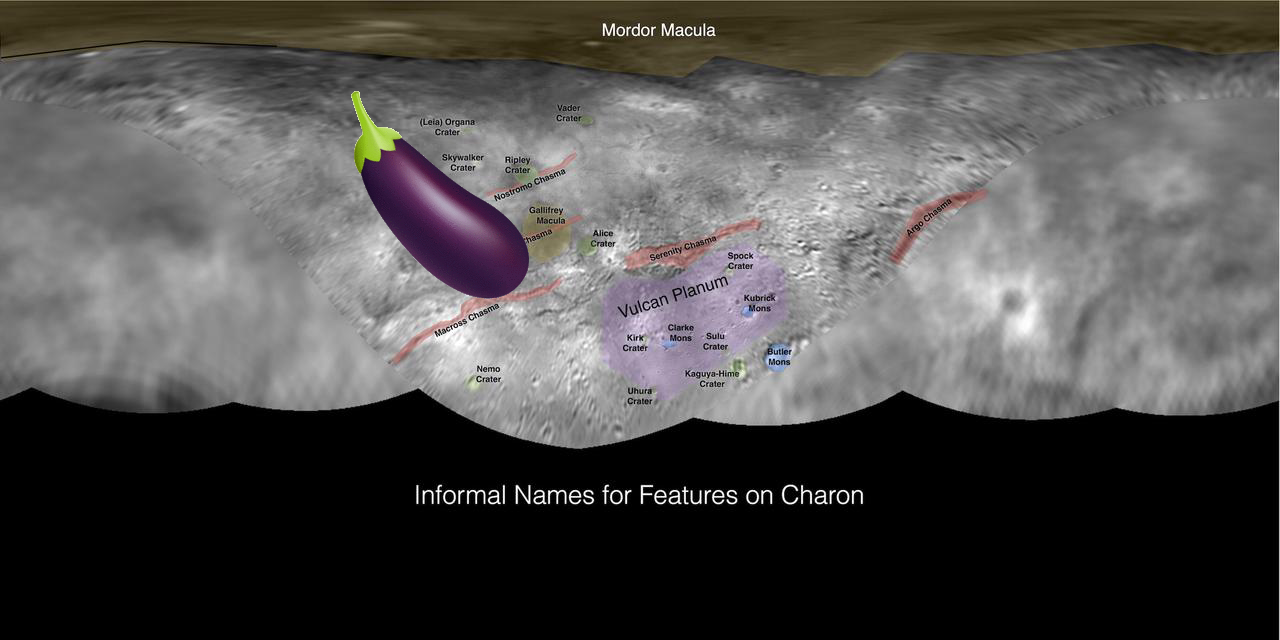 Mordor Macula
Vader
Crater
(Leia) Organa
Crater
Skywalker
Crater
Ripley
Crater
Nostromo Chasma
Gallifrey
Macula
Chasma
Alice
Crater
Argo Chasma
Serenity Chasma
Spock
Crater
Vulcan Planum
Kubrick
Mons
Macross Chasma
Clarke
Mons
Kirk
Crater
Sulu
Crater
Butler
Mons
Nemo
Crater
Kaguya-Hime
Crater
Uhura
Crater
Informal Names for Features on Charon